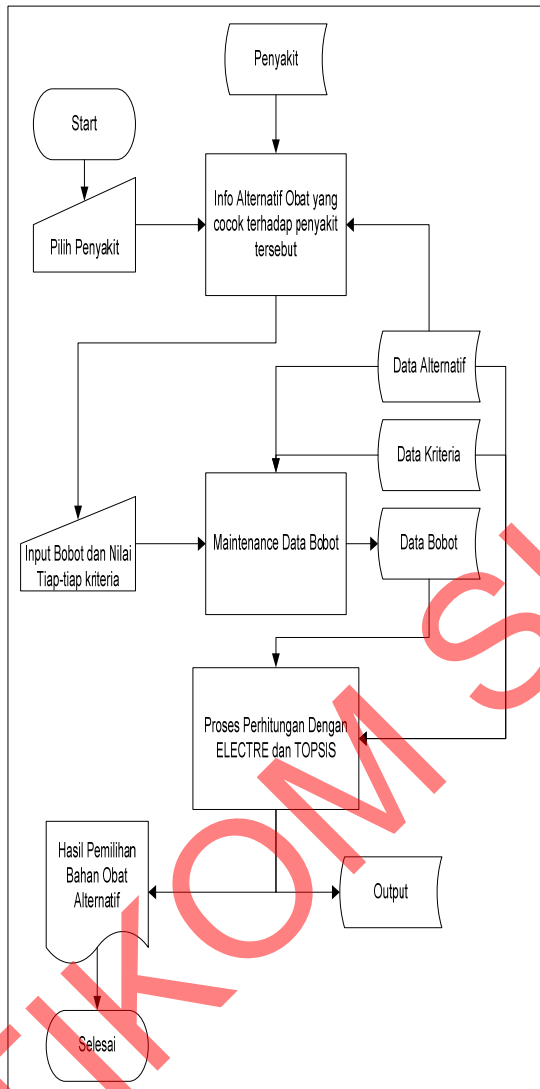 Penyakit
Start
Info Alternatif Obat yang
cocok terhadap penyakit
tersebut
Pilih Penyakit
Data Alternatif
Data Kriteria
Input Bobot dan Nilai
Tiap-tiap kriteria
Maintenance Data Bobot
Data Bobot
Proses Perhitungan Dengan
ELECTRE dan TOPSIS
Hasil Pemilihan
Bahan Obat
Alternatif
Output
Selesai
TIKOM